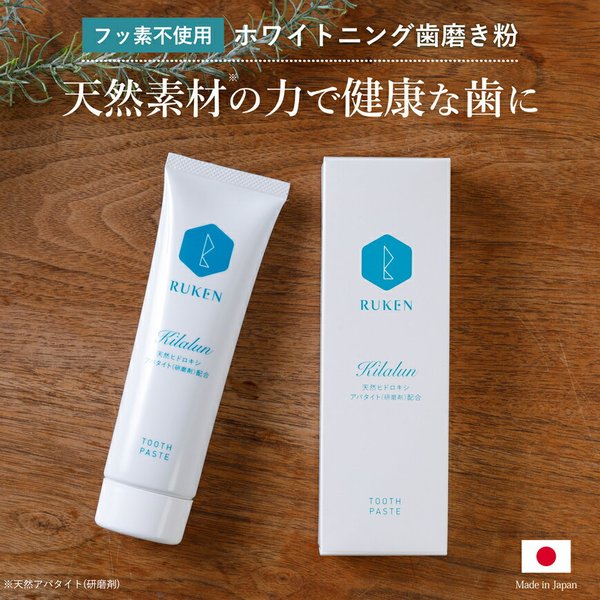 フッ素不使用 ホワイトニング歯磨き粉
天然素材※の力で健康な歯に
RUKEN
Kilalun
天然ヒドロキシ
アパタイト(研磨剤)配合
TOOTH
PASTE
RUKEN
Kilalun
天然ヒドロキシ
アパタイト(研磨剤)配合
TOOTH
PASTE
Made in Japan
※天然アパタイト(研磨剤)